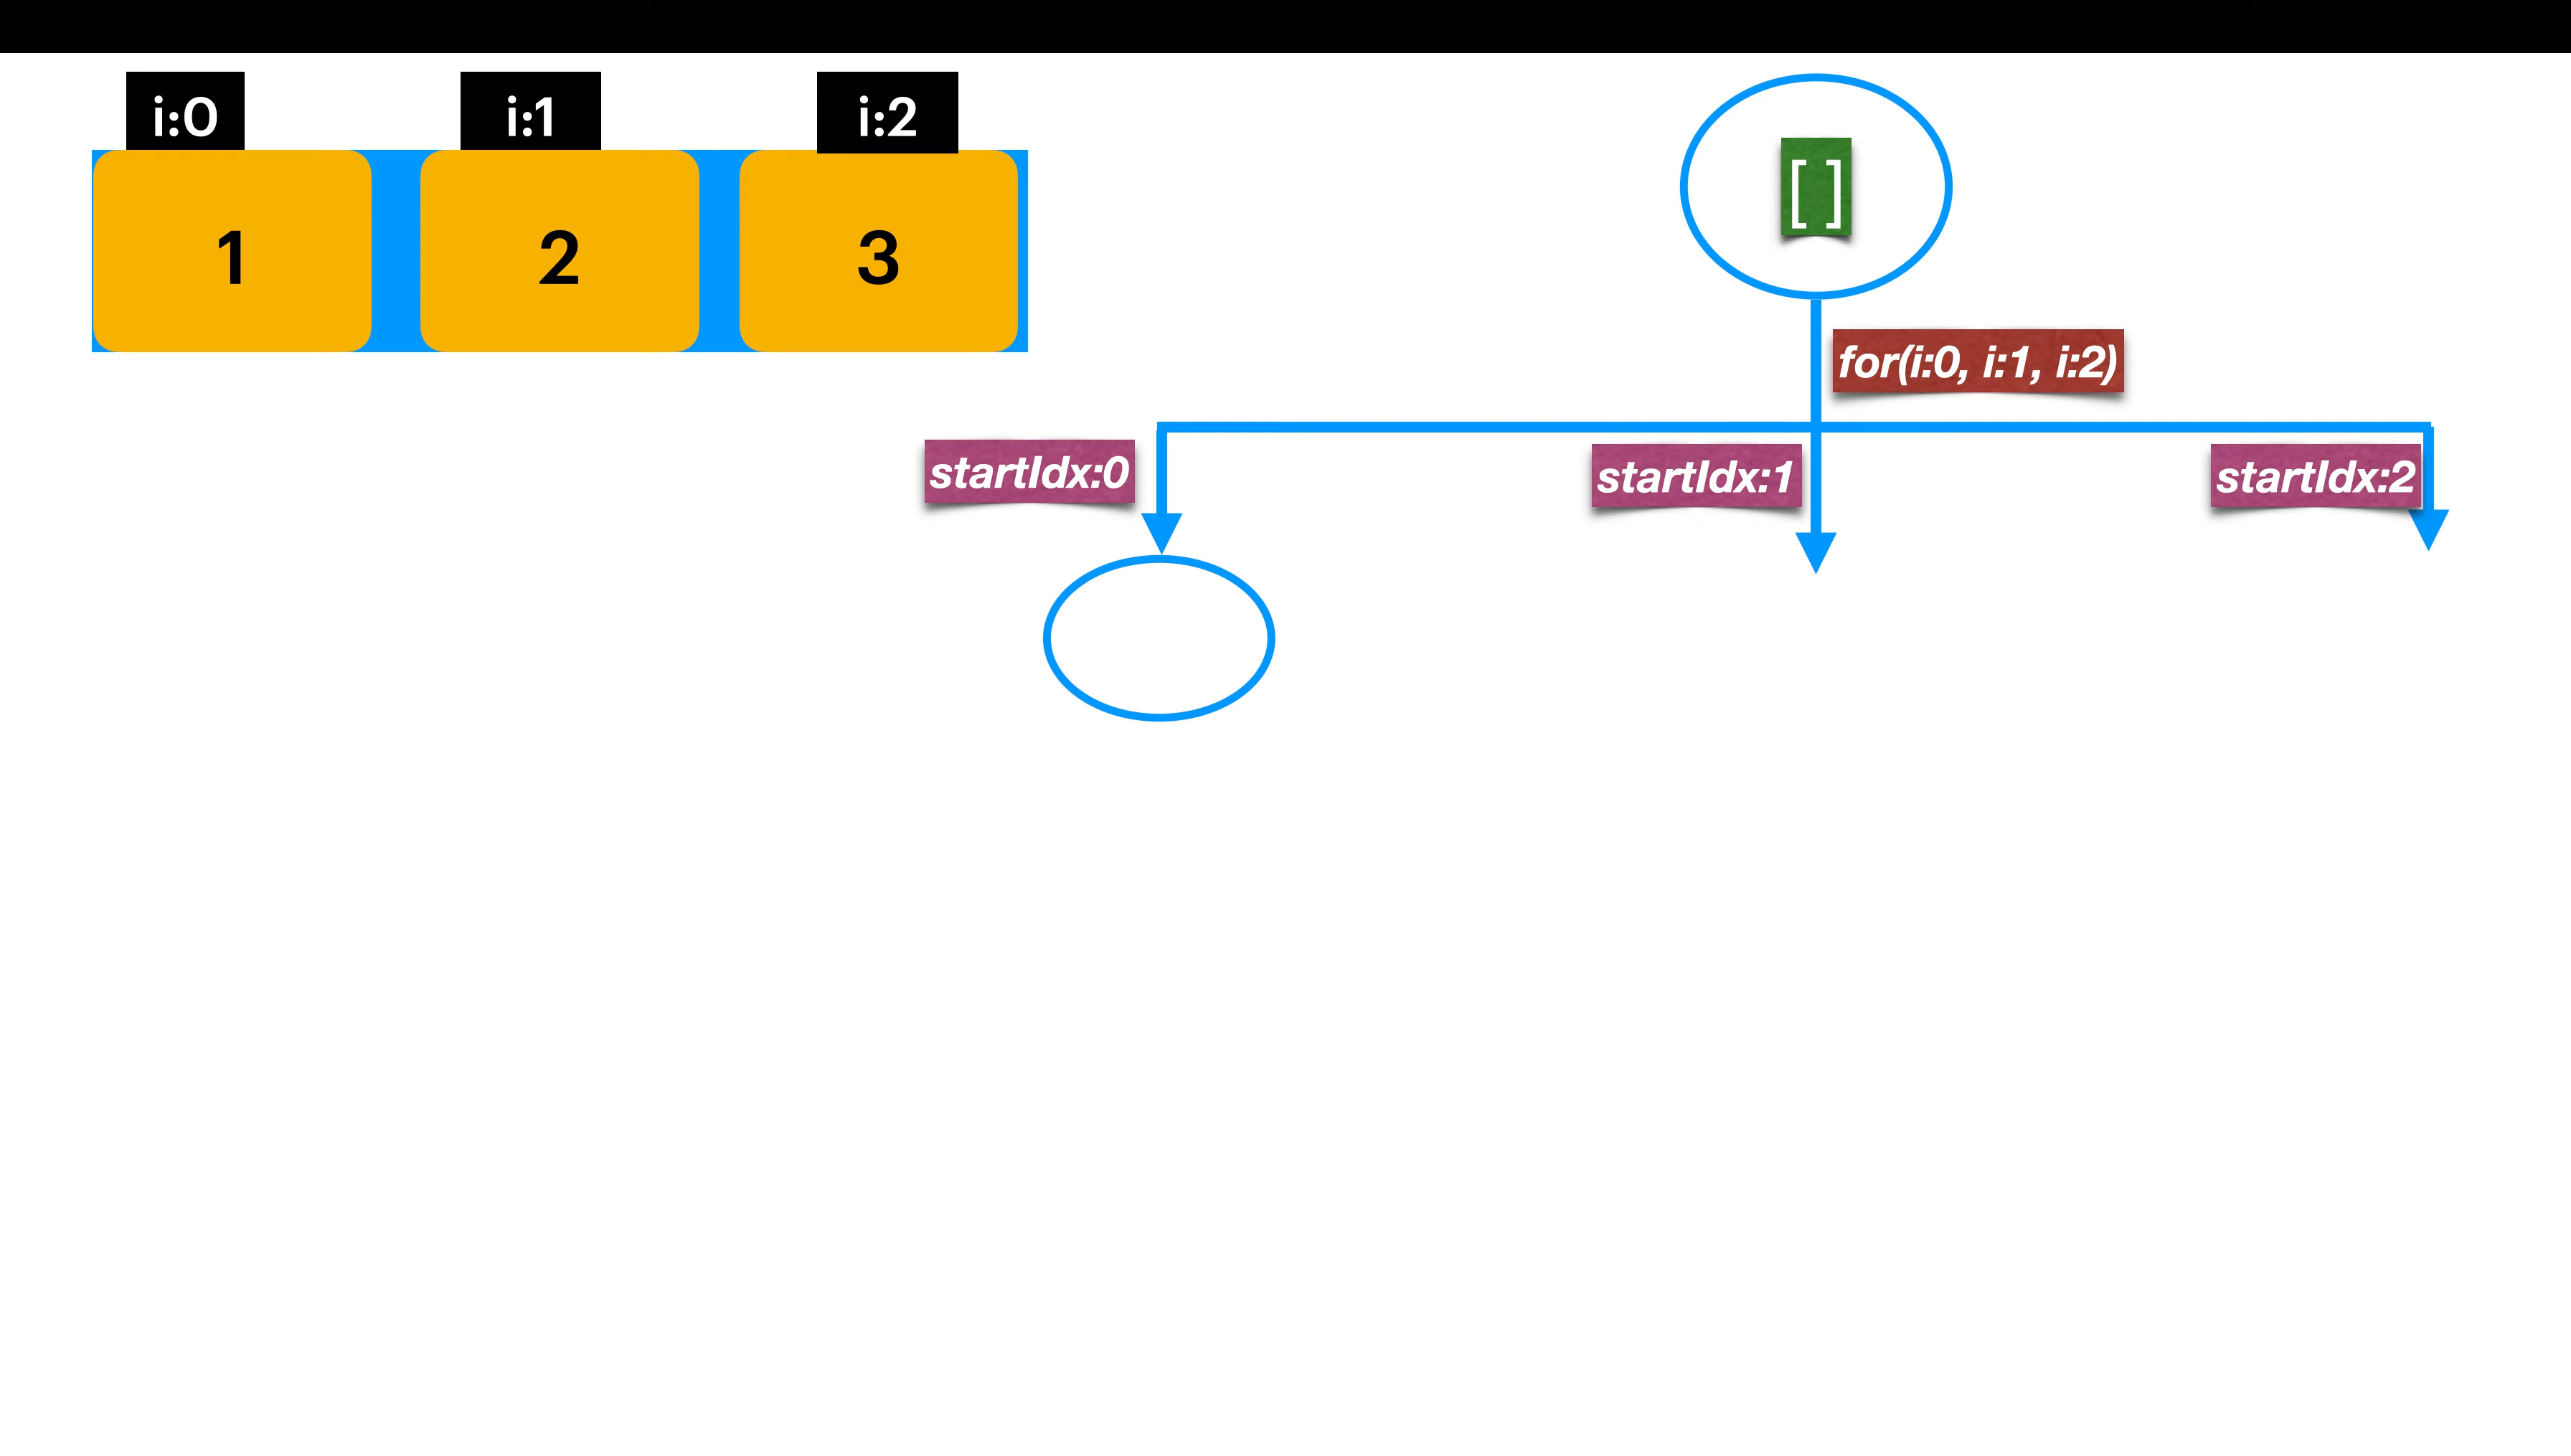 i:0
i:1
i:2
1
2
3
[ ]
for(i:0, i:1, i:2)
startIdx:0
startIdx:1
startIdx:2